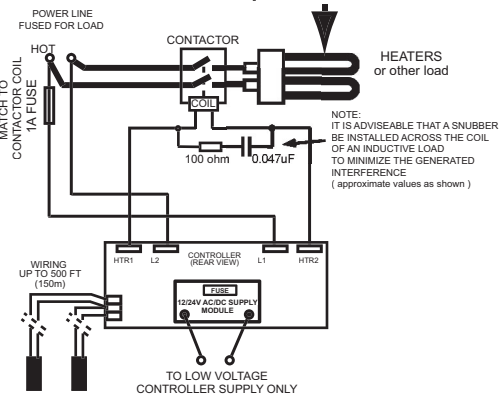 POWER LINE
FUSED FOR LOAD
HOT
CONTACTOR
HEATERS
or other load
MATCH TO
CONTACTOR COIL
1A FUSE
COIL
100 ohm
0.047uF
NOTE:
IT IS ADVISEABLE THAT A SNUBBER
BE INSTALLED ACROSS THE COIL
OF AN INDUCTIVE LOAD
TO MINIMIZE THE GENERATED
INTERFERENCE
( approximate values as shown )
HTR1
L2
CONTROLLER
(REAR VIEW)
L1
HTR2
WIRING
UP TO 500 FT
(150m)
FUSE
12/24V AC/DC SUPPLY
MODULE
TO LOW VOLTAGE
CONTROLLER SUPPLY ONLY